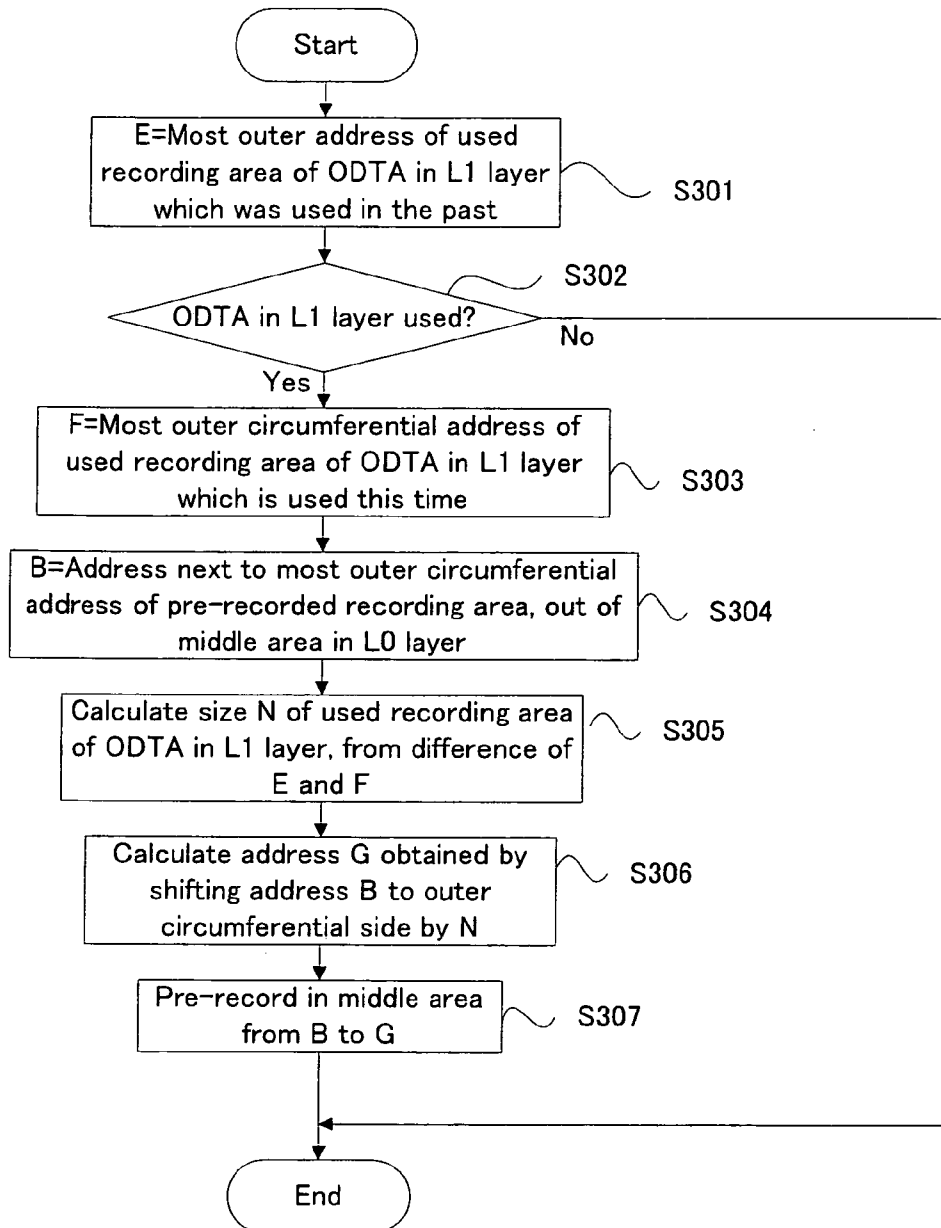 Start
E=Most outer address of used
recording area of ODTA in L1 layer
which was used in the past
S301
S302
ODTA in L1 layer used?
No
Yes
F=Most outer circumferential address of
used recording area of ODTA in L1 layer
which is used this time
S303
B=Address next to most outer circumferential
address of pre-recorded recording area, out of
middle area in L0 layer
S304
Calculate size N of used recording area
of ODTA in L1 layer, from difference of
E and F
S305
Calculate address G obtained by
shifting address B to outer
circumferential side by N
S306
Pre-record in middle area
from B to G
S307
End